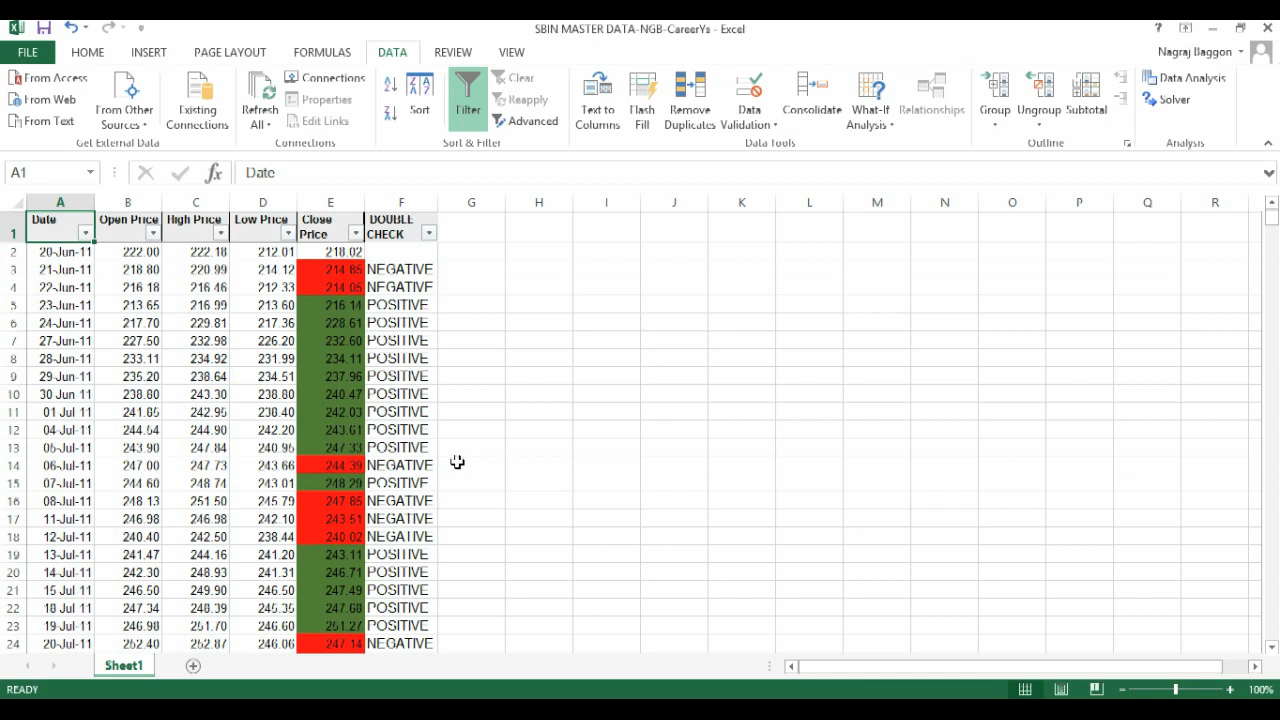 SBIN MASTER DATA-NGB-CareerYs - Excel
FILE HOME INSERT PAGE LAYOUT FORMULAS DATA REVIEW VIEW Nagraj Baggon
From Access
From Web
From Text
From Other Sources
Existing Connections
Get External Data
Refresh All
Connections
Properties
Edit Links
Connections
Sort
Filter
Clear
Reapply
Advanced
Sort & Filter
Text to Columns
Flash Fill
Remove Duplicates
Data Validation
Consolidate
What-If Analysis
Relationships
Data Tools
Group
Ungroup
Subtotal
Outline
Data Analysis
Solver
Analysis
A1 fx Date
A B C D E F G H I J K L M N O P Q R
1 Date Open Price High Price Low Price Close Price DOUBLE CHECK
2 20-Jun-11 222.00 222.18 212.01 218.02
3 21-Jun-11 218.80 220.99 214.12 214.85 NEGATIVE
4 22-Jun-11 216.18 216.46 212.33 214.05 NEGATIVE
5 23-Jun-11 213.65 216.99 213.60 216.14 POSITIVE
6 24-Jun-11 217.70 229.81 217.36 228.61 POSITIVE
7 27-Jun-11 227.50 232.98 226.20 232.60 POSITIVE
8 28-Jun-11 233.11 234.92 231.99 234.11 POSITIVE
9 29-Jun-11 235.20 238.64 234.51 237.96 POSITIVE
10 30 Jun 11 238.80 243.30 238.80 240.47 POSITIVE
11 01 Jul 11 241.85 242.95 238.40 242.03 POSITIVE
12 04-Jul-11 244.54 244.90 242.20 243.61 POSITIVE
13 05-Jul-11 243.90 247.84 240.95 247.33 POSITIVE
14 06-Jul-11 247.00 247.73 243.66 244.39 NEGATIVE
15 07-Jul-11 244.60 248.74 243.01 248.29 POSITIVE
16 08-Jul-11 248.13 251.50 245.79 247.85 NEGATIVE
17 11-Jul-11 246.98 246.98 242.10 243.51 NEGATIVE
18 12-Jul-11 240.40 242.50 238.44 240.02 NEGATIVE
19 13-Jul-11 241.47 244.16 241.20 243.11 POSITIVE
20 14-Jul-11 242.30 248.93 241.31 246.71 POSITIVE
21 15 Jul 11 246.50 249.90 246.50 247.49 POSITIVE
22 18 Jul 11 247.34 248.39 245.35 247.68 POSITIVE
23 19-Jul-11 246.98 251.70 246.60 251.27 POSITIVE
24 20-Jul-11 252.40 252.87 246.06 247.14 NEGATIVE
Sheet1
READY 100%